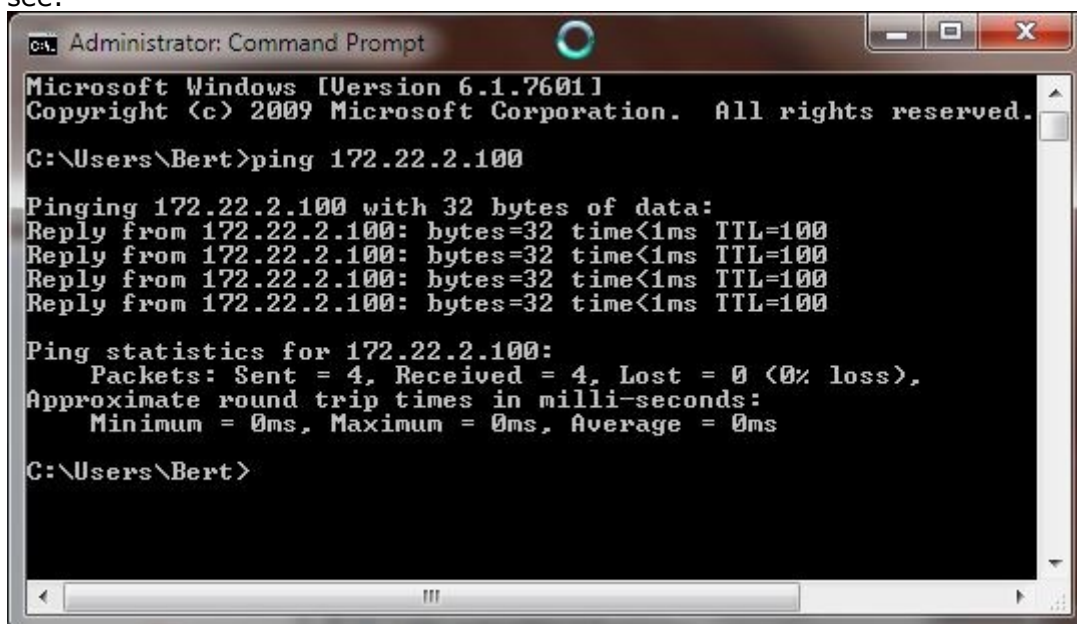 see:
Administrator: Command Prompt
Microsoft Windows [Version 6.1.7601]
Copyright (c) 2009 Microsoft Corporation.  All rights reserved.
C:\Users\Bert>ping 172.22.2.100
Pinging 172.22.2.100 with 32 bytes of data:
Reply from 172.22.2.100: bytes=32 time<1ms TTL=100
Reply from 172.22.2.100: bytes=32 time<1ms TTL=100
Reply from 172.22.2.100: bytes=32 time<1ms TTL=100
Reply from 172.22.2.100: bytes=32 time<1ms TTL=100
Ping statistics for 172.22.2.100:
    Packets: Sent = 4, Received = 4, Lost = 0 (0% loss),
Approximate round trip times in milli-seconds:
    Minimum = 0ms, Maximum = 0ms, Average = 0ms
C:\Users\Bert>